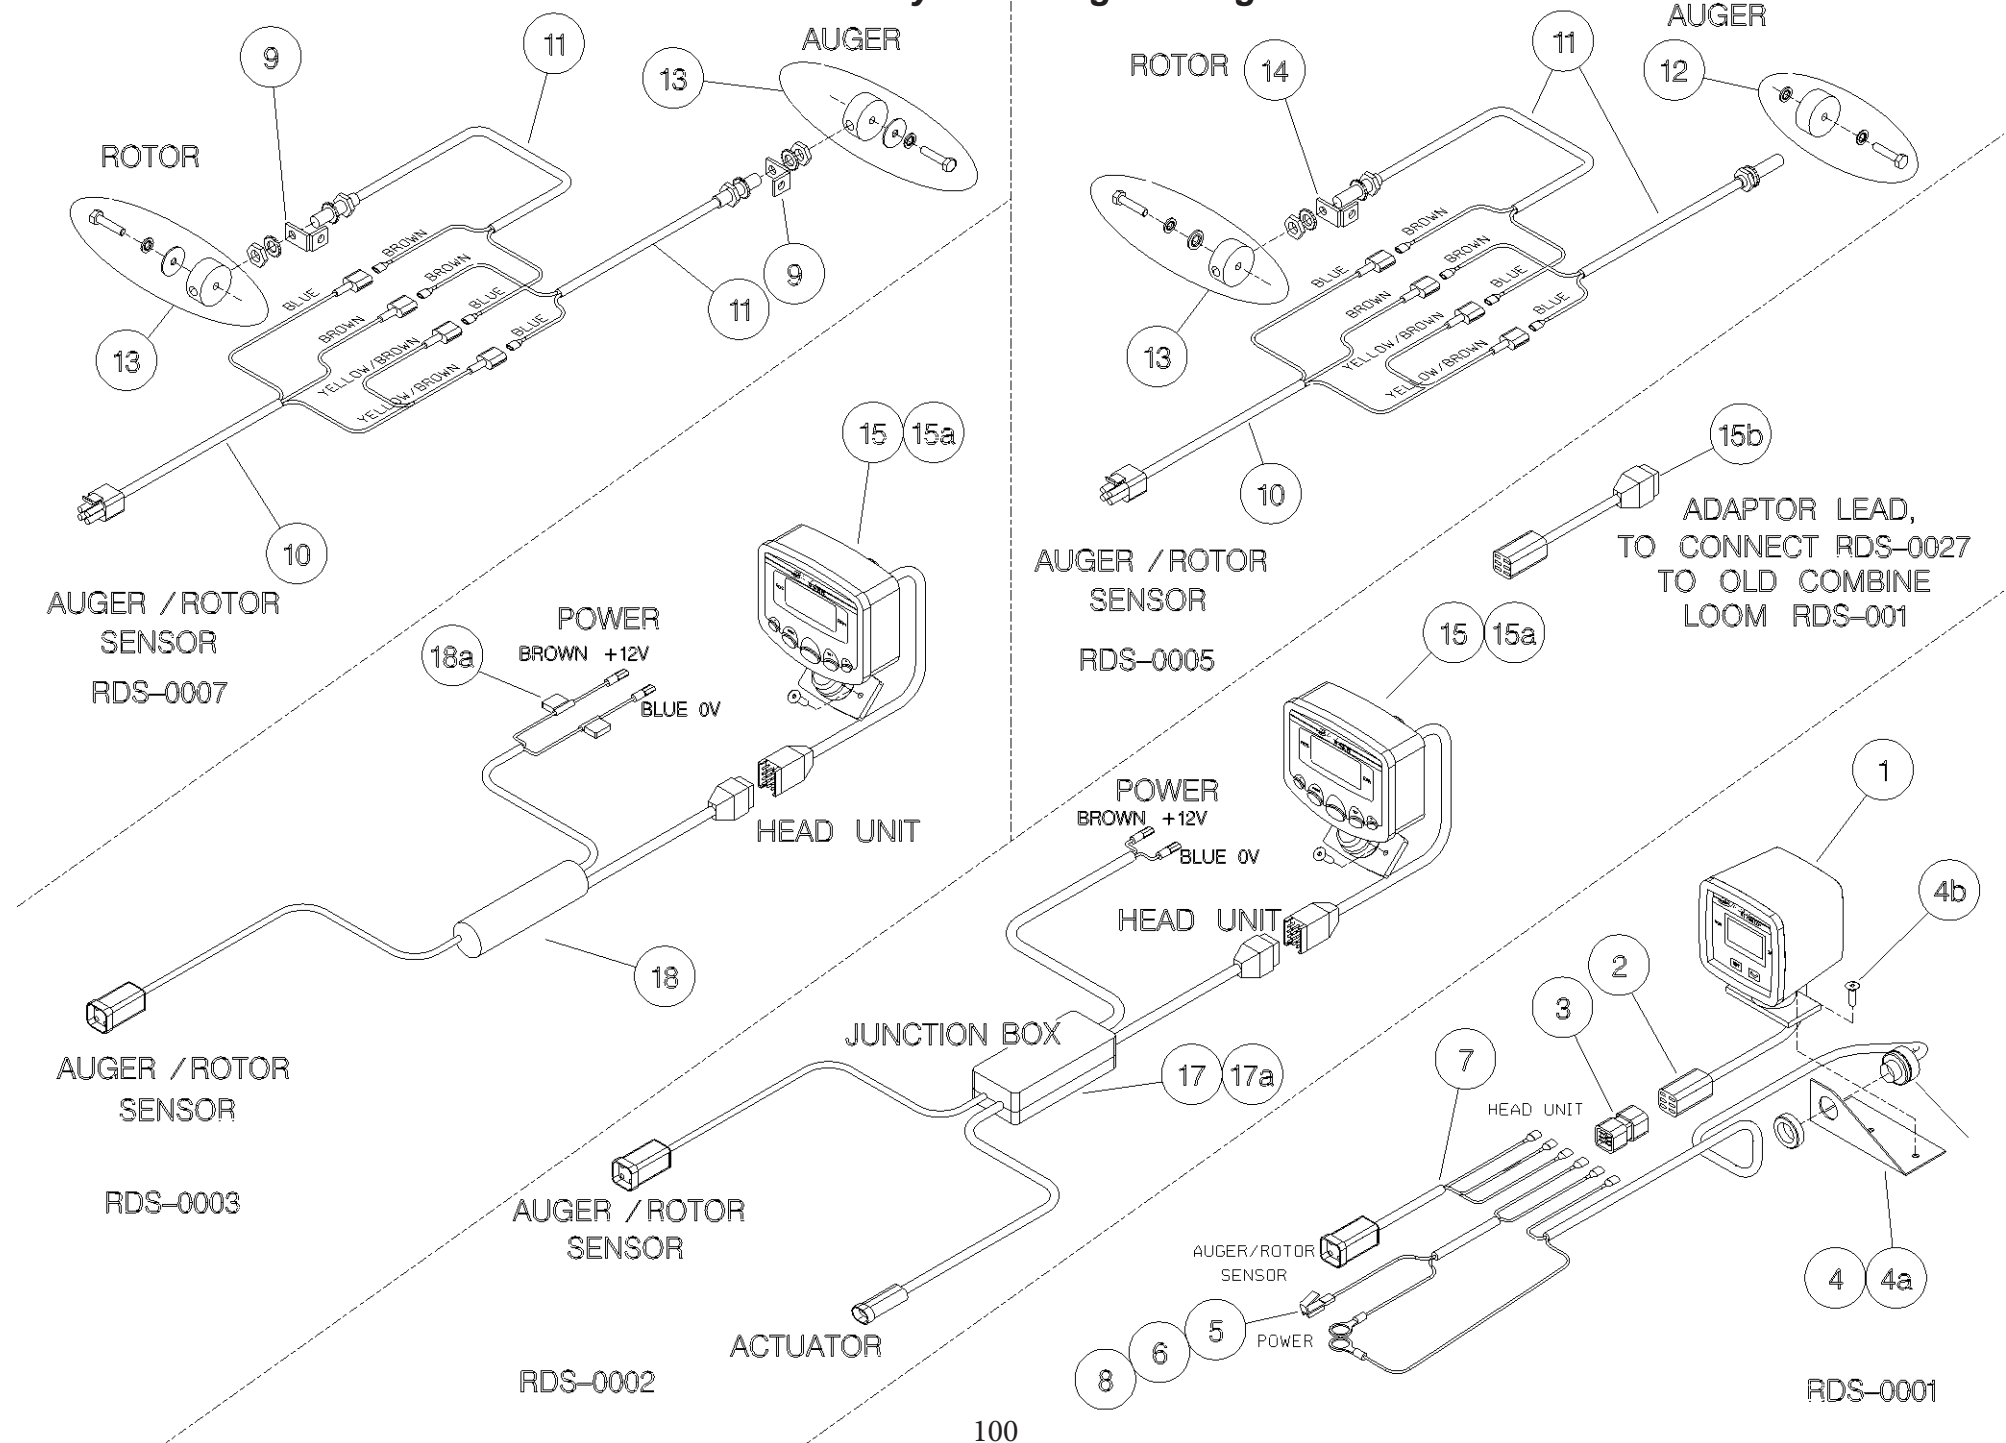 9
11
AUGER
13
ROTOR
13
9
11
BLUE
BROWN
BROWN
BROWN
YELLOW/BROWN
BLUE
YELLOW/BROWN
BLUE
10
AUGER / ROTOR
SENSOR
RDS-0007
AUGER
ROTOR
14
11
12
13
BLUE
BROWN
BROWN
BROWN
YELLOW/BROWN
BLUE
YELLOW/BROWN
BLUE
10
AUGER / ROTOR
SENSOR
RDS-0005
15b
ADAPTOR LEAD,
TO CONNECT RDS-0027
TO OLD COMBINE
LOOM RDS-001
15 15a
POWER
BROWN +12V
18a
BLUE 0V
HEAD UNIT
18
AUGER / ROTOR
SENSOR
RDS-0003
15 15a
POWER
BROWN +12V
BLUE 0V
HEAD UNIT
JUNCTION BOX
17 17a
AUGER / ROTOR
SENSOR
ACTUATOR
RDS-0002
1
4b
2
3
7
HEAD UNIT
AUGER/ROTOR
SENSOR
4 4a
5
POWER
6
8
RDS-0001
100